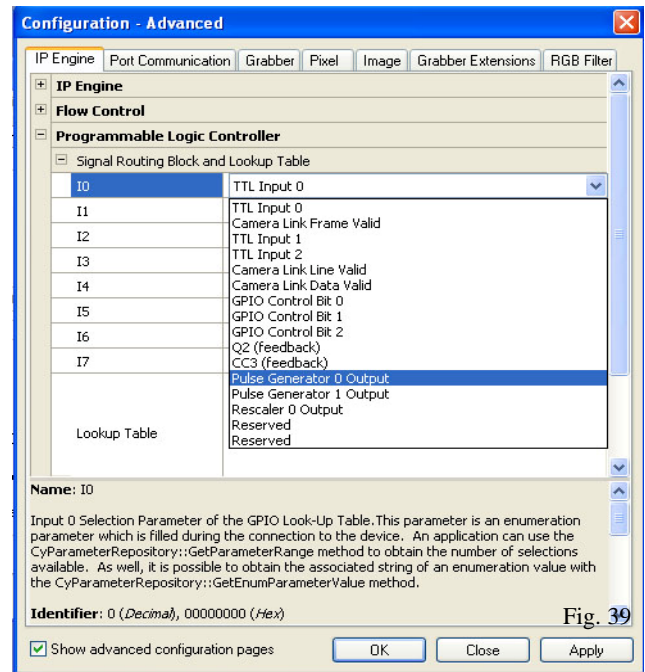 Configuration - Advanced
IP Engine Port Communication Grabber Pixel Image Grabber Extensions RGB Filter
IP Engine
Flow Control
Programmable Logic Controller
Signal Routing Block and Lookup Table
I0 TTL Input 0
I1
I2
I3
I4
I5
I6
I7
Lookup Table
TTL Input 0
Camera Link Frame Valid
TTL Input 1
TTL Input 2
Camera Link Line Valid
Camera Link Data Valid
GPIO Control Bit 0
GPIO Control Bit 1
GPIO Control Bit 2
Q2 (feedback)
CC3 (feedback)
Pulse Generator 0 Output
Pulse Generator 1 Output
Rescaler 0 Output
Reserved
Reserved
Name: I0
Input 0 Selection Parameter of the GPIO Look-Up Table.This parameter is an enumeration
parameter which is filled during the connection to the device. An application can use the
CyParameterRepository::GetParameterRange method to obtain the number of selections
available. As well, it is possible to obtain the associated string of an enumeration value with
the CyParameterRepository::GetEnumParameterValue method.
Identifier: 0 (Decimal), 00000000 (Hex)
Fig. 39
Show advanced configuration pages OK Close Apply